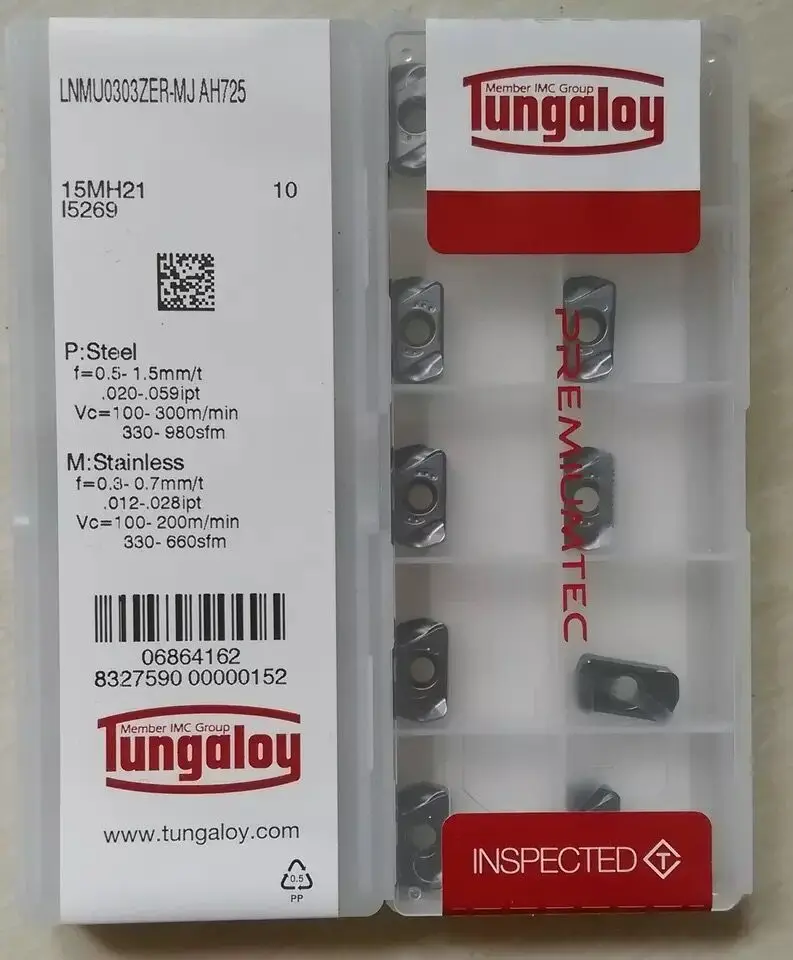 LNMU0303ZER-MJ AH725
15MH21 10
I5269
P:Steel
f=0.5- 1.5mm/t
.020-.059ipt
Vc=100- 300m/min
330- 980sfm
M:Stainless
f=0.3- 0.7mm/t
.012-.028ipt
Vc=100- 200m/min
330- 660sfm
06864162
8327590 00000152
Member IMC Group
Tungaloy
www.tungaloy.com
0.5
PP
Member IMC Group
Tungaloy
PREMIUMTEC
INSPECTED T